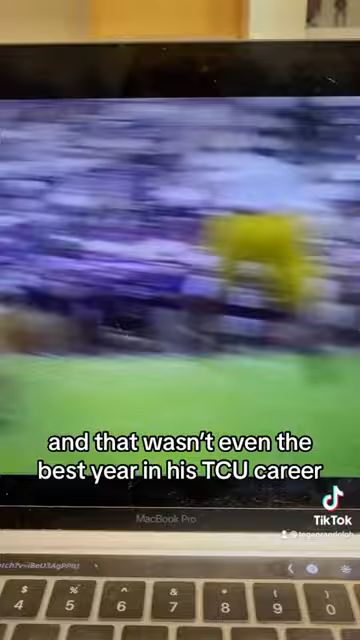 and that wasn't even the
best year in his TCU career
TikTok
@teganrandolph
MacBook Pro
$ % ^ & * ( )
4 5 6 7 8 9 0